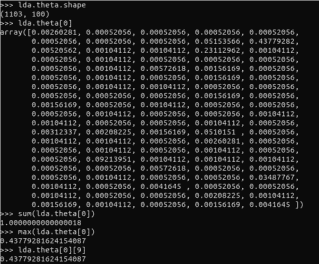 >>> lda.theta.shape
(1103, 100)
>>> lda.theta[0]
array([0.00260281, 0.00052056, 0.00052056, 0.00052056, 0.00052056,
0.00052056, 0.00052056, 0.00052056, 0.05153566, 0.43779282,
0.00520562, 0.00104112, 0.00104112, 0.23112962, 0.00104112,
0.00052056, 0.00104112, 0.00052056, 0.00052056, 0.00052056,
0.00052056, 0.00104112, 0.00572618, 0.00052056, 0.00156169,
0.00052056, 0.00052056, 0.00052056, 0.00156169, 0.00052056,
0.00104112, 0.00104112, 0.00052056, 0.00052056, 0.00052056,
0.00052056, 0.00052056, 0.00052056, 0.00156169, 0.00052056,
0.00156169, 0.00052056, 0.00104112, 0.00052056, 0.00052056,
0.00104112, 0.00052056, 0.00052056, 0.00052056, 0.00104112,
0.00052056, 0.00104112, 0.00052056, 0.00052056, 0.00052056,
0.00312337, 0.00208225, 0.00156169, 0.0510151 , 0.00052056,
0.00104112, 0.00104112, 0.00052056, 0.00260281, 0.00052056,
0.00052056, 0.00052056, 0.00104112, 0.00104112, 0.00052056,
0.00052056, 0.09213951, 0.00104112, 0.00104112, 0.00052056,
0.00052056, 0.00052056, 0.00572618, 0.00052056, 0.00052056,
0.00052056, 0.00104112, 0.00052056, 0.00052056, 0.03487767,
0.00104112, 0.00052056, 0.0041645 , 0.00052056, 0.00052056,
0.00052056, 0.00052056, 0.00052056, 0.00208225, 0.00104112,
0.00156169, 0.00052056, 0.00052056, 0.00156169, 0.0041645 ])
>>> sum(lda.theta[0])
1.0000000000000018
>>> max(lda.theta[0])
0.43779281624154087
>>> lda.theta[0][9]
0.43779281624154087